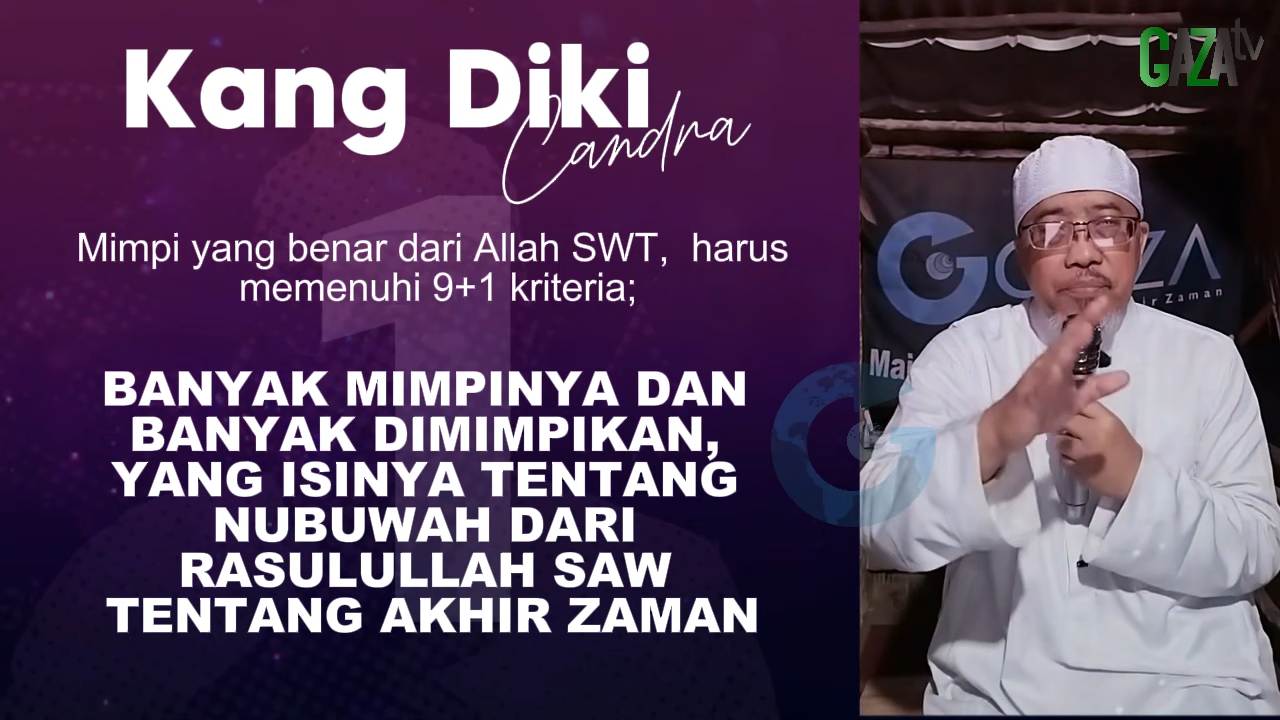 Kang Diki
Candra
Mimpi yang benar dari Allah SWT,  harus
memenuhi 9+1 kriteria;
1
BANYAK MIMPINYA DAN
BANYAK DIMIMPIKAN,
YANG ISINYA TENTANG
NUBUWAH DARI
RASULULLAH SAW
TENTANG AKHIR ZAMAN
GAZA tv